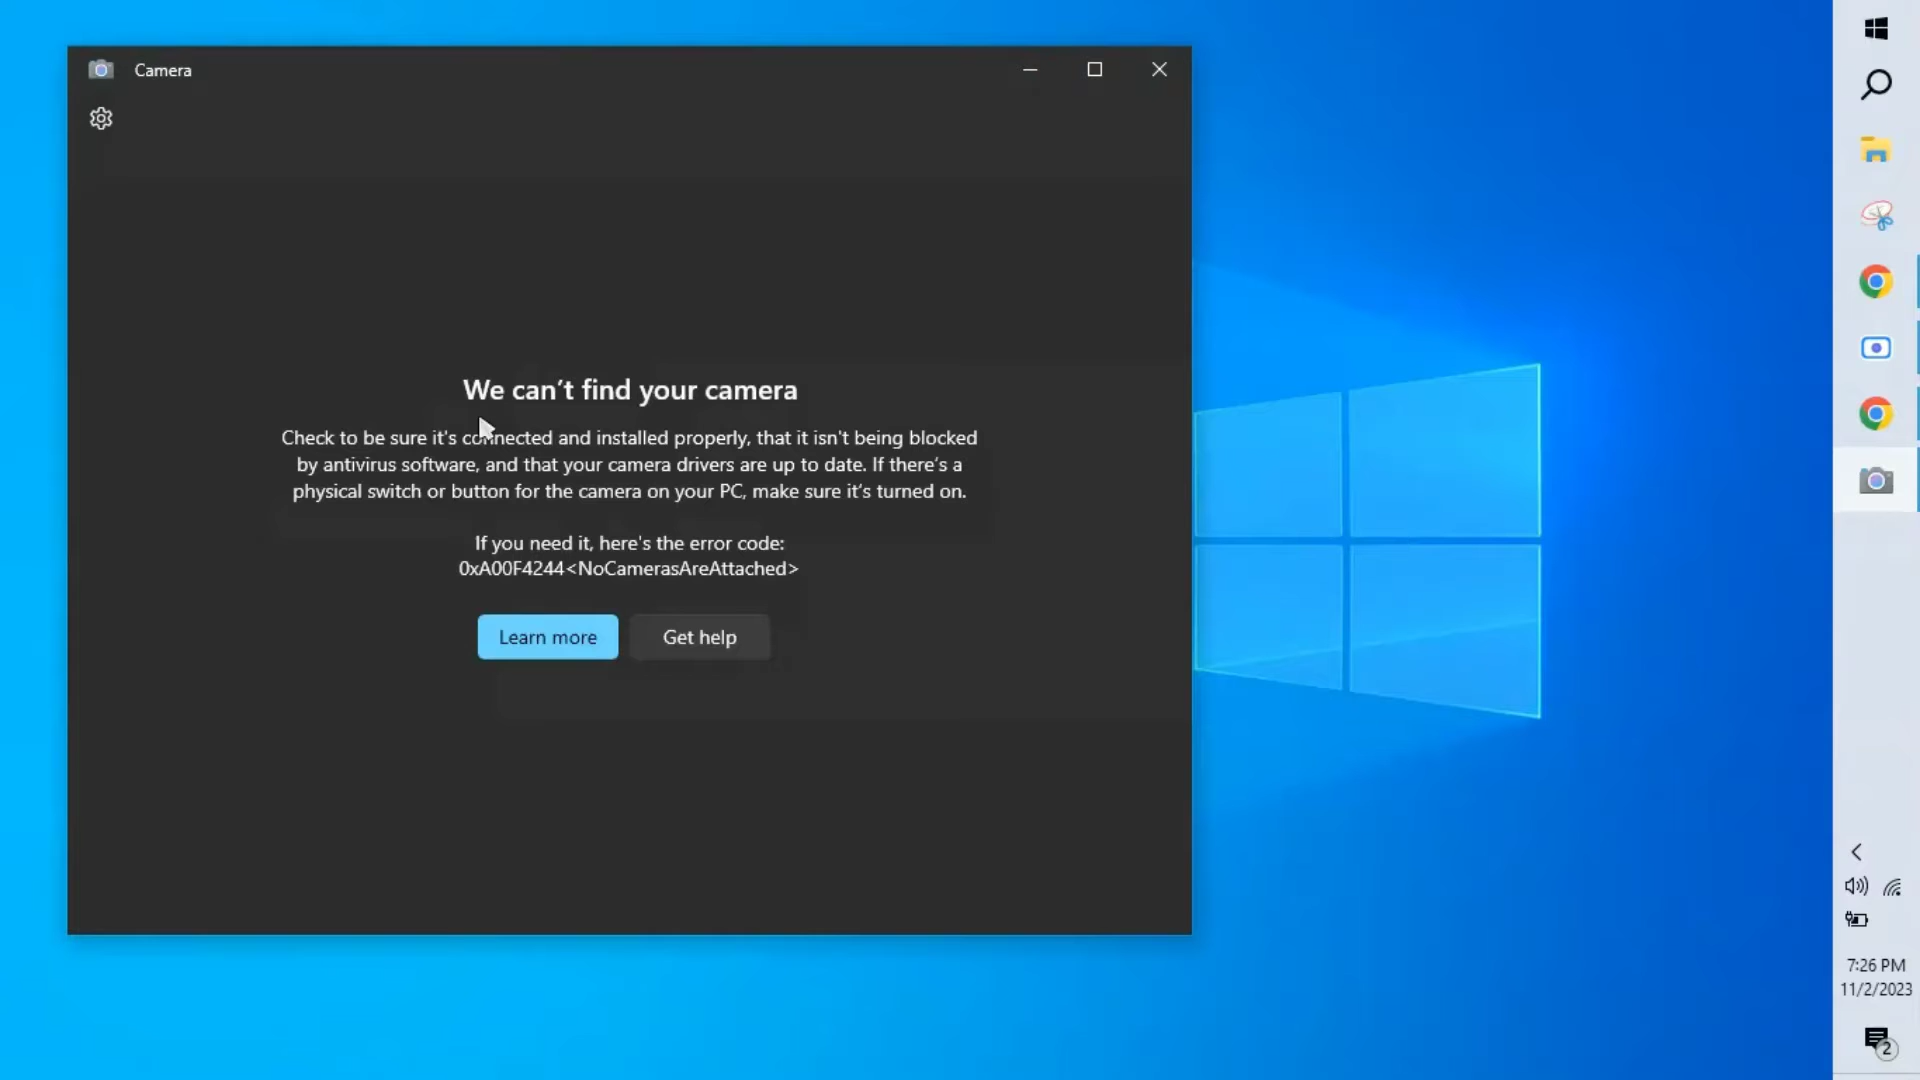 Camera
We can't find your camera
Check to be sure it's connected and installed properly, that it isn't being blocked
by antivirus software, and that your camera drivers are up to date. If there's a
physical switch or button for the camera on your PC, make sure it's turned on.
If you need it, here's the error code:
0xA00F4244<NoCamerasAreAttached>
Learn more
Get help
7:26 PM
11/2/2023
2